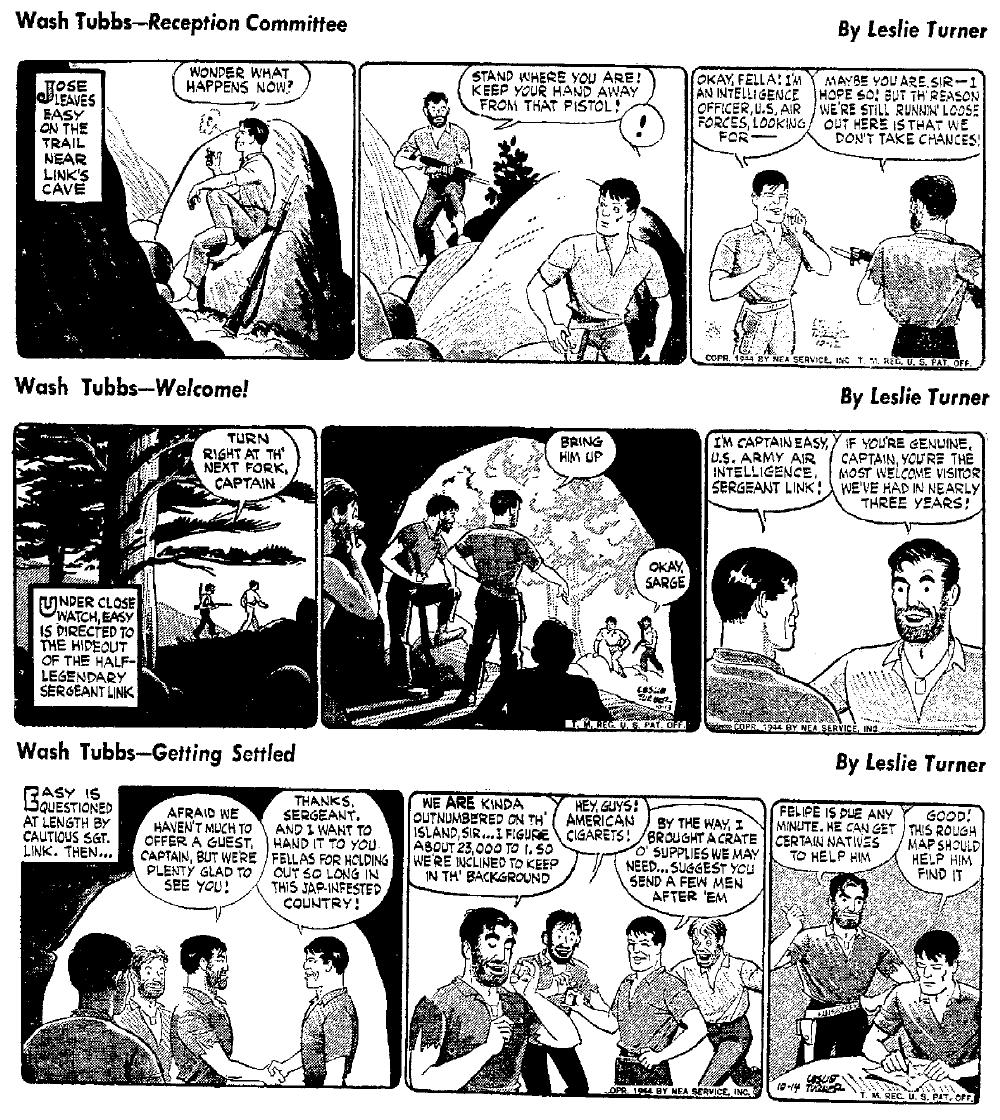 Wash Tubbs—Reception Committee
By Leslie Turner
JOSE
LEAVES
EASY
ON THE
TRAIL
NEAR
LINK'S
CAVE
WONDER WHAT
HAPPENS NOW?
STAND WHERE YOU ARE!
KEEP YOUR HAND AWAY
FROM THAT PISTOL!
!
OKAY, FELLA! I'M
AN INTELLIGENCE
OFFICER, U.S. AIR
FORCES, LOOKING
FOR—
MAYBE YOU ARE, SIR—I
HOPE SO! BUT TH' REASON
WE'RE STILL RUNNIN' LOOSE
OUT HERE IS THAT WE
DON'T TAKE CHANCES!
10-12
COPR. 1944 BY NEA SERVICE, INC. T. M. REG. U. S. PAT. OFF.
Wash Tubbs—Welcome!
By Leslie Turner
TURN
RIGHT AT TH'
NEXT FORK,
CAPTAIN
UNDER CLOSE
WATCH, EASY
IS DIRECTED TO
THE HIDEOUT
OF THE HALF-
LEGENDARY
SERGEANT LINK
BRING
HIM UP
OKAY,
SARGE
LESLIE
TURNER
10-13
T. M. REG. U. S. PAT. OFF.
I'M CAPTAIN EASY,
U.S. ARMY AIR
INTELLIGENCE,
SERGEANT LINK!
IF YOU'RE GENUINE,
CAPTAIN, YOU'RE THE
MOST WELCOME VISITOR
WE'VE HAD IN NEARLY
THREE YEARS!
COPR. 1944 BY NEA SERVICE, INC.
Wash Tubbs—Getting Settled
By Leslie Turner
EASY IS
QUESTIONED
AT LENGTH BY
CAUTIOUS SGT.
LINK. THEN...
AFRAID WE
HAVEN'T MUCH TO
OFFER A GUEST,
CAPTAIN, BUT WE'RE
PLENTY GLAD TO
SEE YOU!
THANKS,
SERGEANT.
AND I WANT TO
HAND IT TO YOU
FELLAS FOR HOLDING
OUT SO LONG IN
THIS JAP-INFESTED
COUNTRY!
WE ARE KINDA
OUTNUMBERED ON TH'
ISLAND, SIR... I FIGURE
ABOUT 23,000 TO 1. SO
WE'RE INCLINED TO KEEP
IN TH' BACKGROUND
HEY, GUYS!
AMERICAN
CIGARETS!
BY THE WAY, I
BROUGHT A CRATE
O' SUPPLIES WE MAY
NEED... SUGGEST YOU
SEND A FEW MEN
AFTER 'EM
COPR. 1944 BY NEA SERVICE, INC.
FELIPE IS DUE ANY
MINUTE. HE CAN GET
CERTAIN NATIVES
TO HELP HIM
GOOD!
THIS ROUGH
MAP SHOULD
HELP HIM
FIND IT
10-14
LESLIE
TURNER
T. M. REG. U. S. PAT. OFF.